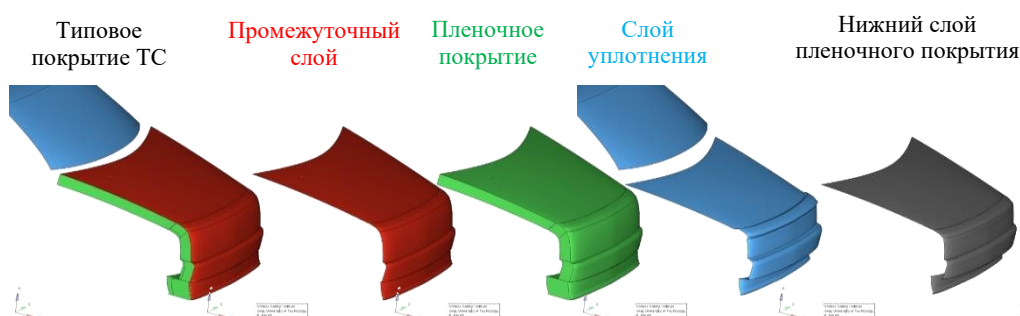 Типовое
покрытие ТС
Промежуточный
слой
Пленочное
покрытие
Слой
уплотнения
Нижний слой
пленочного покрытия